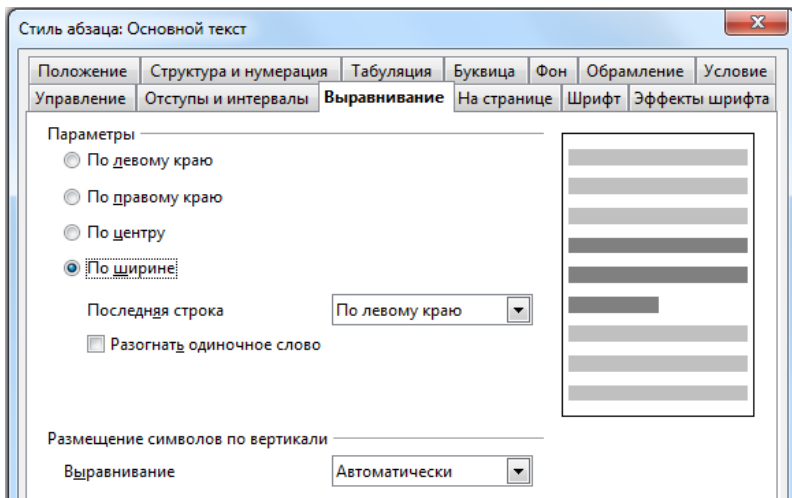 Стиль абзаца: Основной текст
Положение Структура и нумерация Табуляция Буквица Фон Обрамление Условие
Управление Отступы и интервалы Выравнивание На странице Шрифт Эффекты шрифта
Параметры
По левому краю
По правому краю
По центру
По ширине
Последняя строка По левому краю
Разогнать одиночное слово
Размещение символов по вертикали
Выравнивание Автоматически